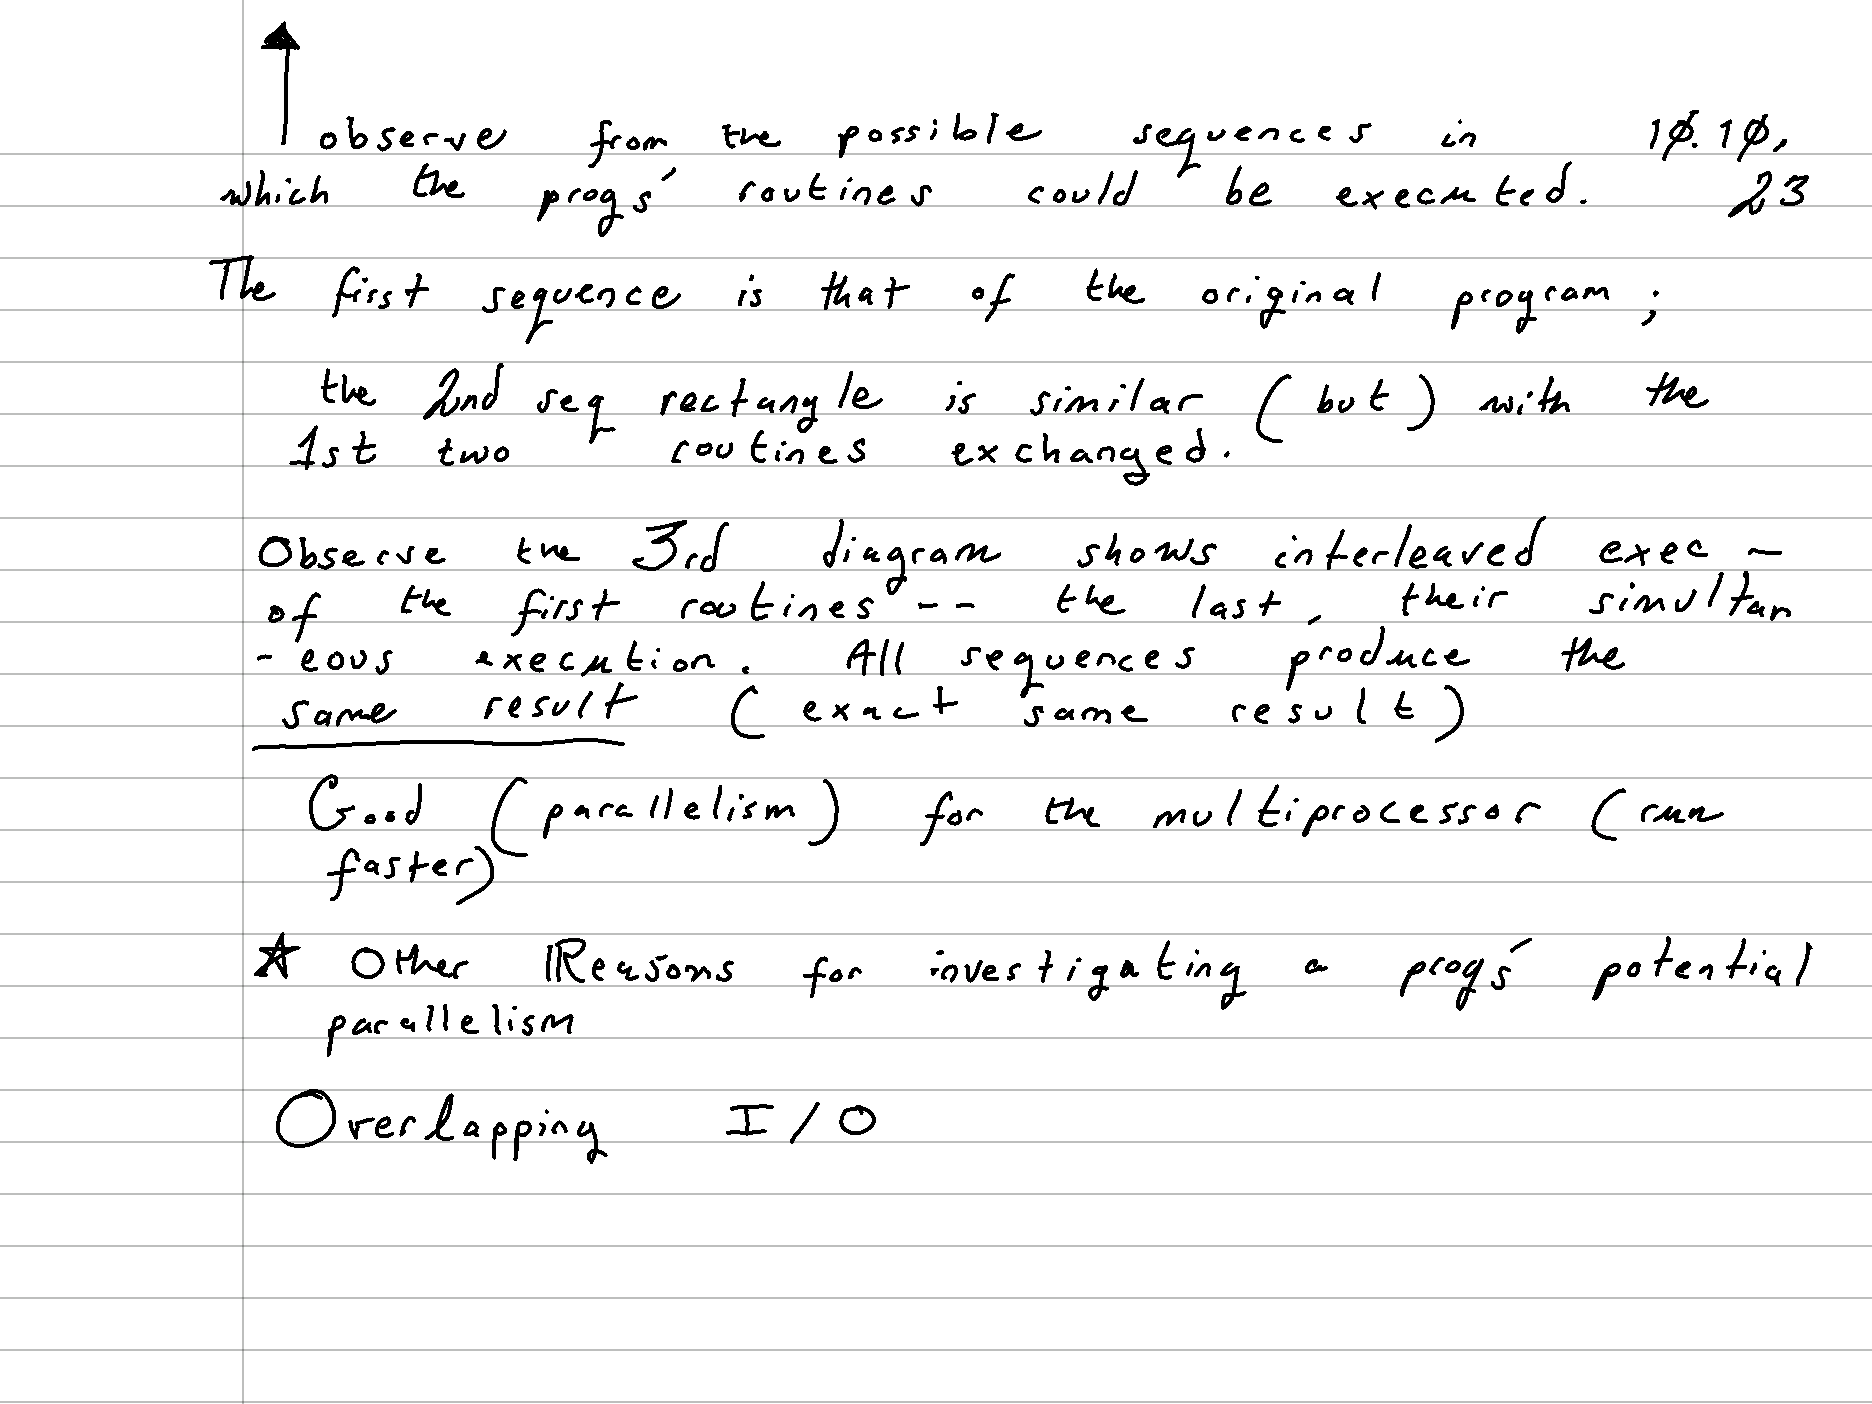 observe from the possible sequences in 10.10,
which the progs' routines could be executed. 23
The first sequence is that of the original program;
the 2nd seq rectangle is similar (but) with the
1st two routines exchanged.
Observe the 3rd diagram shows interleaved exec -
of the first routines -- the last, their simultan
- eous execution. All sequences produce the
same result (exact same result)
Good (parallelism) for the multiprocessor (run
faster)
☆ Other Reasons for investigating a progs' potential
parallelism
Overlapping I/O